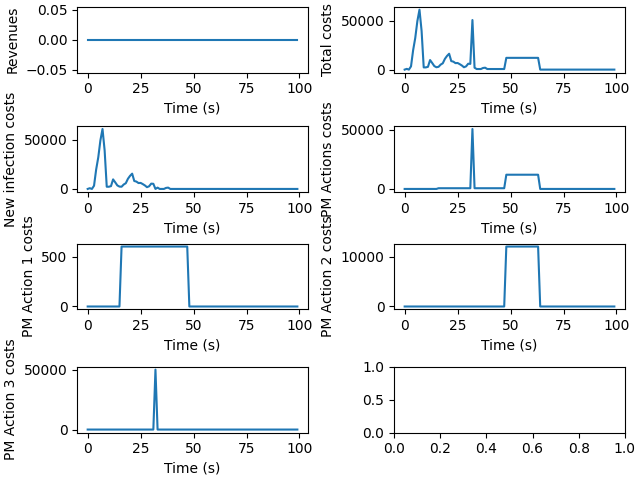 Revenues
0.05
0.00
−0.05
0 25 50 75 100
Time (s)
Total costs
50000
0
0 25 50 75 100
Time (s)
New infection costs
50000
0
0 25 50 75 100
Time (s)
PM Actions costs
50000
0
0 25 50 75 100
Time (s)
PM Action 1 costs
500
0
0 25 50 75 100
Time (s)
PM Action 2 costs
10000
0
0 25 50 75 100
Time (s)
PM Action 3 costs
50000
0
0 25 50 75 100
Time (s)
1.0
0.5
0.0
0.0 0.2 0.4 0.6 0.8 1.0